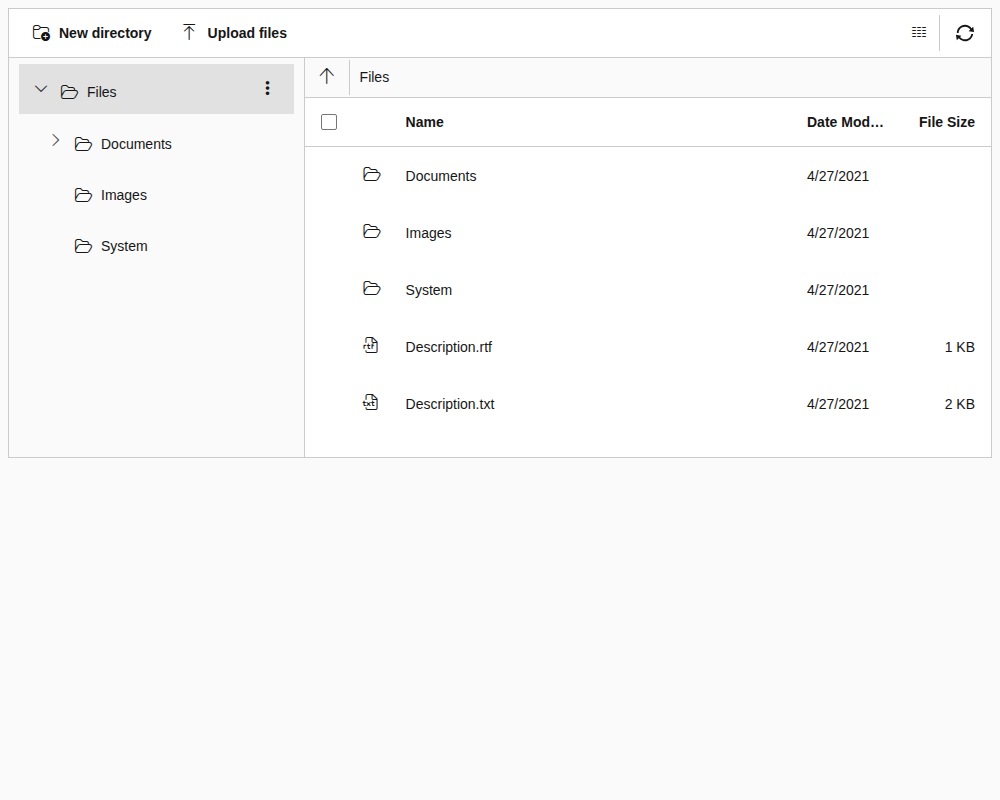 New directory Upload files
Files
Documents
Images
System
Files
Name Date Mod… File Size
Documents 4/27/2021
Images 4/27/2021
System 4/27/2021
rtf Description.rtf 4/27/2021 1 KB
txt Description.txt 4/27/2021 2 KB